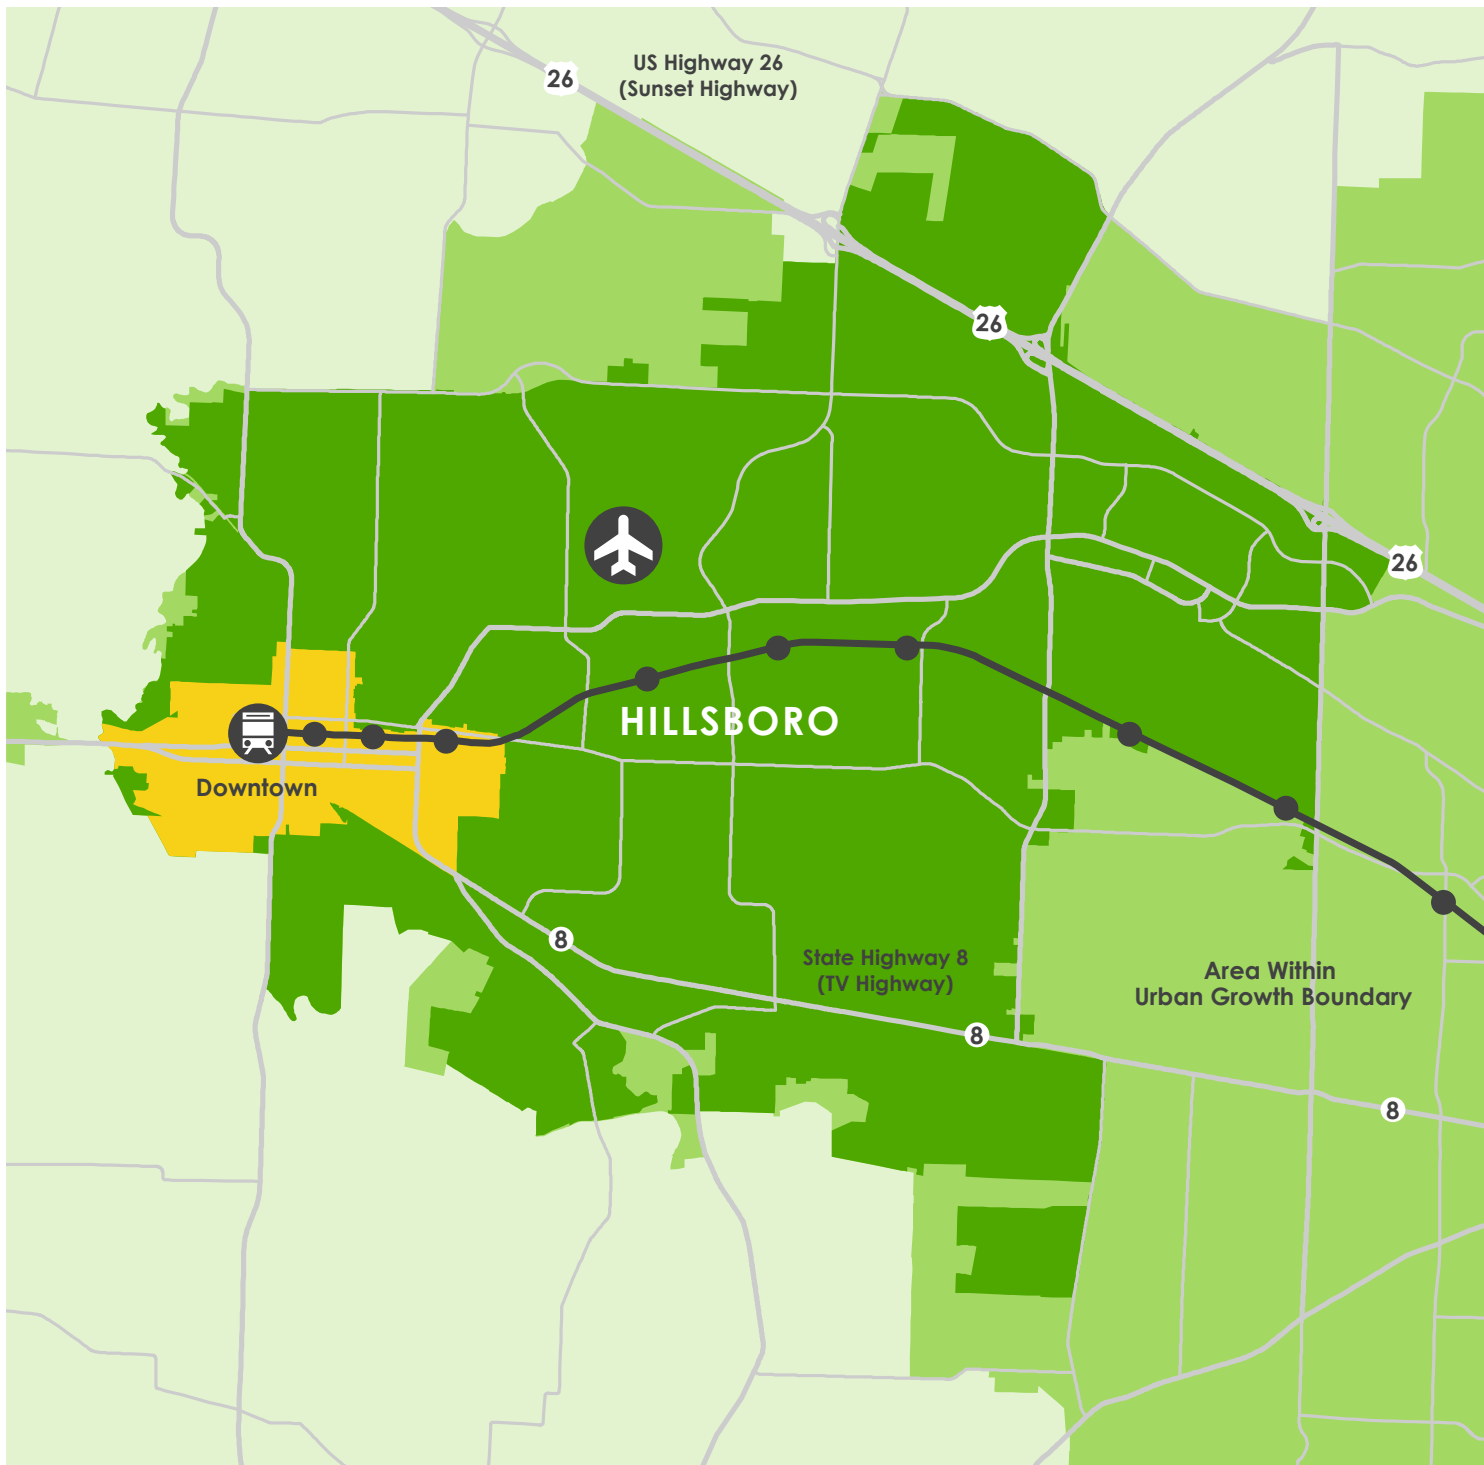 US Highway 26
(Sunset Highway)
26
26
26
HILLSBORO
Downtown
8
State Highway 8
(TV Highway)
Area Within
Urban Growth Boundary
8
8